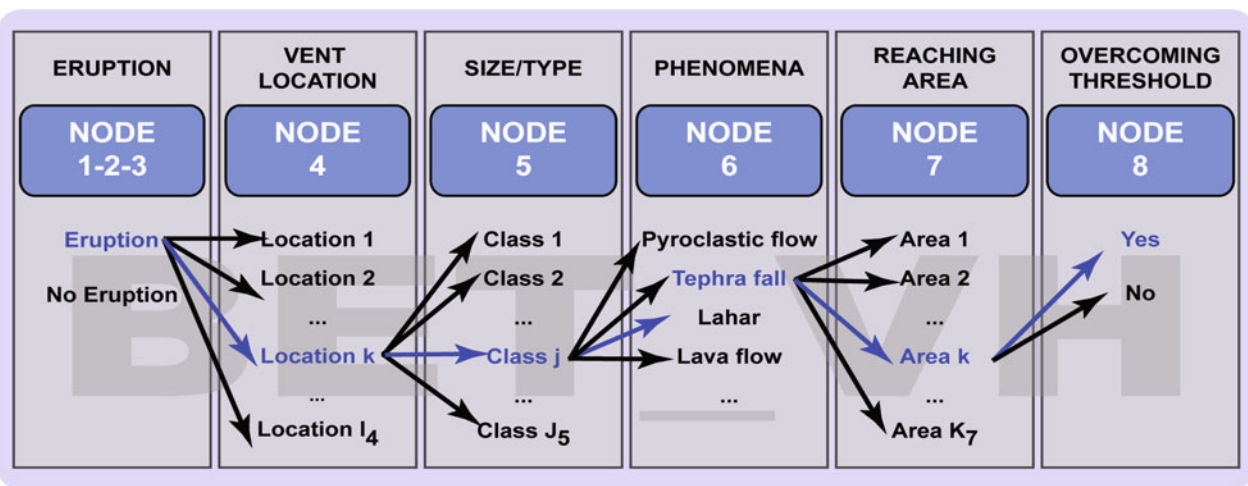 ERUPTION
VENT
LOCATION
SIZE/TYPE
PHENOMENA
REACHING
AREA
OVERCOMING
THRESHOLD
NODE
1-2-3
NODE
4
NODE
5
NODE
6
NODE
7
NODE
8
Eruption
No Eruption
Location 1
Location 2
...
Location k
...
Location I4
Class 1
Class 2
...
Class j
...
Class J5
Pyroclastic flow
Tephra fall
Lahar
Lava flow
...
Area 1
Area 2
...
Area k
...
Area K7
Yes
No
BET_VH